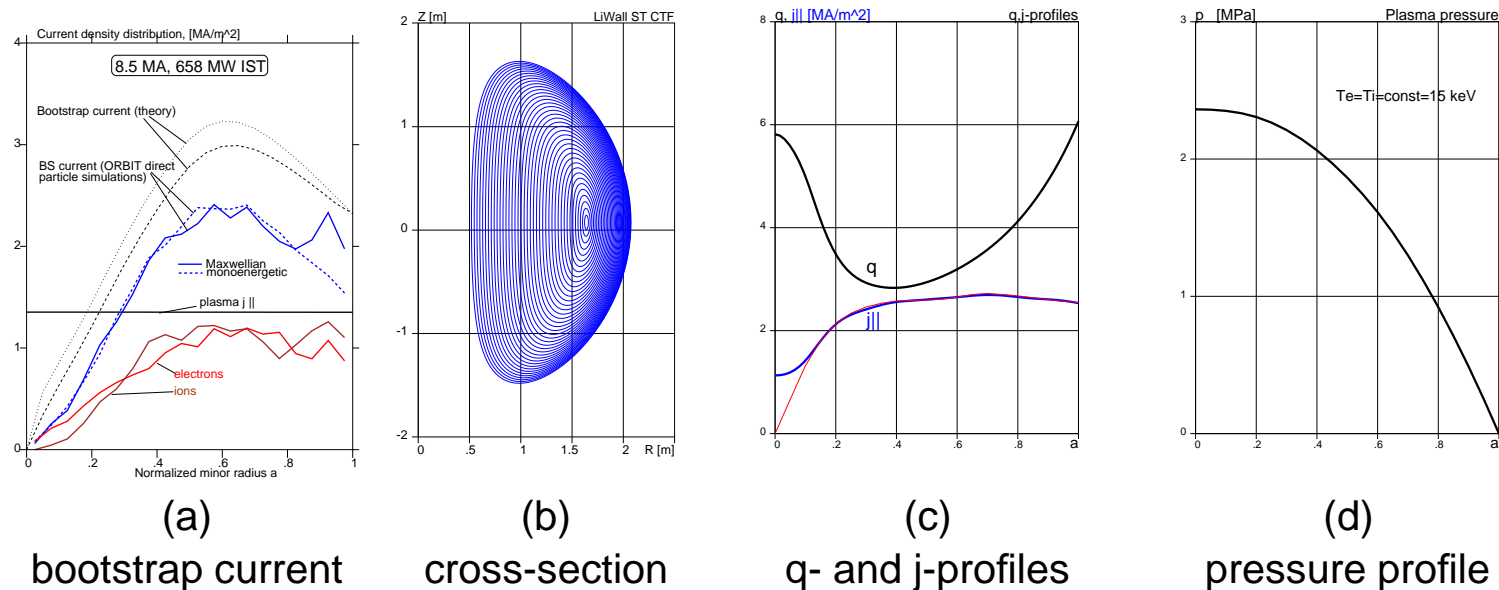 Current density distribution, [MA/m^2]
4
3
2
1
0
8.5 MA, 658 MW IST
Bootstrap current (theory)
BS current (ORBIT direct
particle simulations)
Maxwellian
monoenergetic
plasma j ||
electrons
ions
0 .2 .4 .6 .8 1
Normalized minor radius a
Z [m] LiWall ST CTF
2
1
0
-1
-2
0 .5 1 1.5 2 R [m]
q, j|| [MA/m^2] q,j-profiles
8
6
4
2
0
q
j||
0 .2 .4 .6 .8 a
p [MPa] Plasma pressure
3
2
1
0
Te=Ti=const=15 keV
0 .2 .4 .6 .8 a
(a) (b) (c) (d)
bootstrap current cross-section q- and j-profiles pressure profile